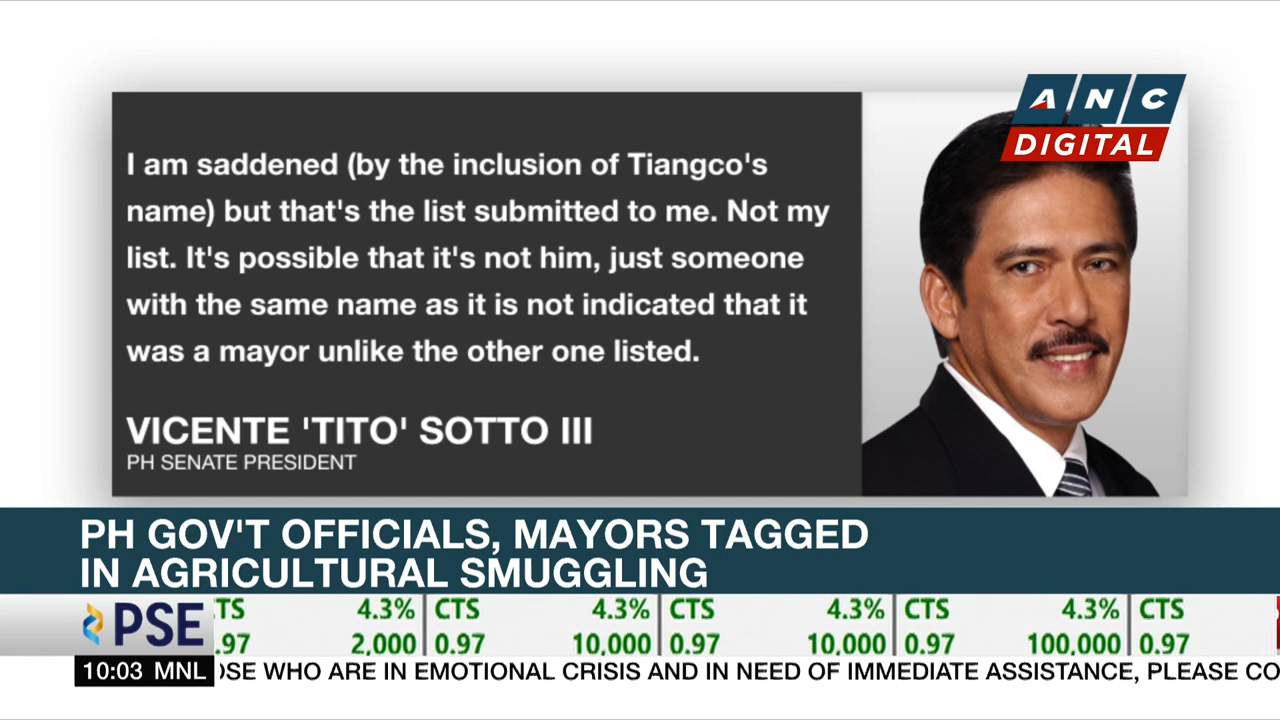 ANC
DIGITAL
I am saddened (by the inclusion of Tiangco's
name) but that's the list submitted to me. Not my
list. It's possible that it's not him, just someone
with the same name as it is not indicated that it
was a mayor unlike the other one listed.
VICENTE 'TITO' SOTTO III
PH SENATE PRESIDENT
PH GOV'T OFFICIALS, MAYORS TAGGED
IN AGRICULTURAL SMUGGLING
PSE
TS 4.3% CTS 4.3% CTS 4.3% CTS 4.3% CTS
.97 2,000 0.97 10,000 0.97 10,000 0.97 100,000 0.97
10:03 MNL
OSE WHO ARE IN EMOTIONAL CRISIS AND IN NEED OF IMMEDIATE ASSISTANCE, PLEASE CO